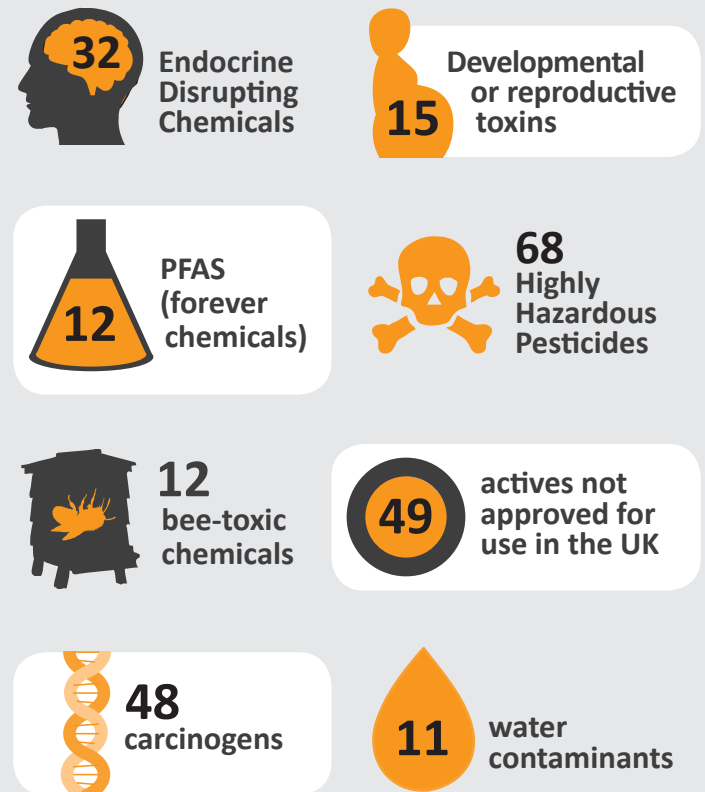 32
Endocrine
Disrupting
Chemicals
15
Developmental
or reproductive
toxins
12
PFAS
(forever
chemicals)
68
Highly
Hazardous
Pesticides
12
bee-toxic
chemicals
49
actives not
approved for
use in the UK
48
carcinogens
11
water
contaminants